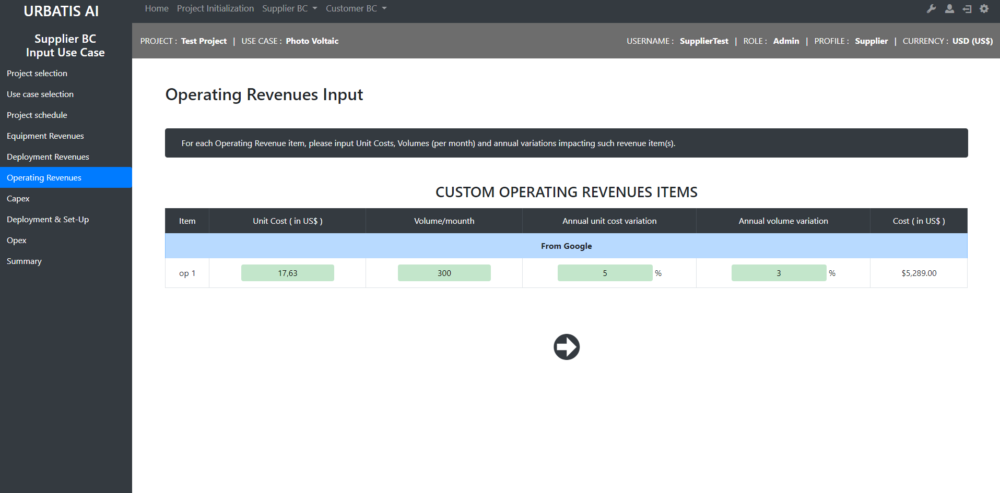 URBATIS AI
Home Project Initialization Supplier BC Customer BC
Supplier BC
Input Use Case
Project selection
Use case selection
Project schedule
Equipment Revenues
Deployment Revenues
Operating Revenues
Capex
Deployment & Set-Up
Opex
Summary
PROJECT : Test Project | USE CASE : Photo Voltaic
USERNAME : SupplierTest | ROLE : Admin | PROFILE : Supplier | CURRENCY : USD (US$)
Operating Revenues Input
For each Operating Revenue item, please input Unit Costs, Volumes (per month) and annual variations impacting such revenue item(s).
CUSTOM OPERATING REVENUES ITEMS
Item Unit Cost ( in US$ ) Volume/mounth Annual unit cost variation Annual volume variation Cost ( in US$ )
From Google
op 1 17,63 300 5 % 3 % $5,289.00